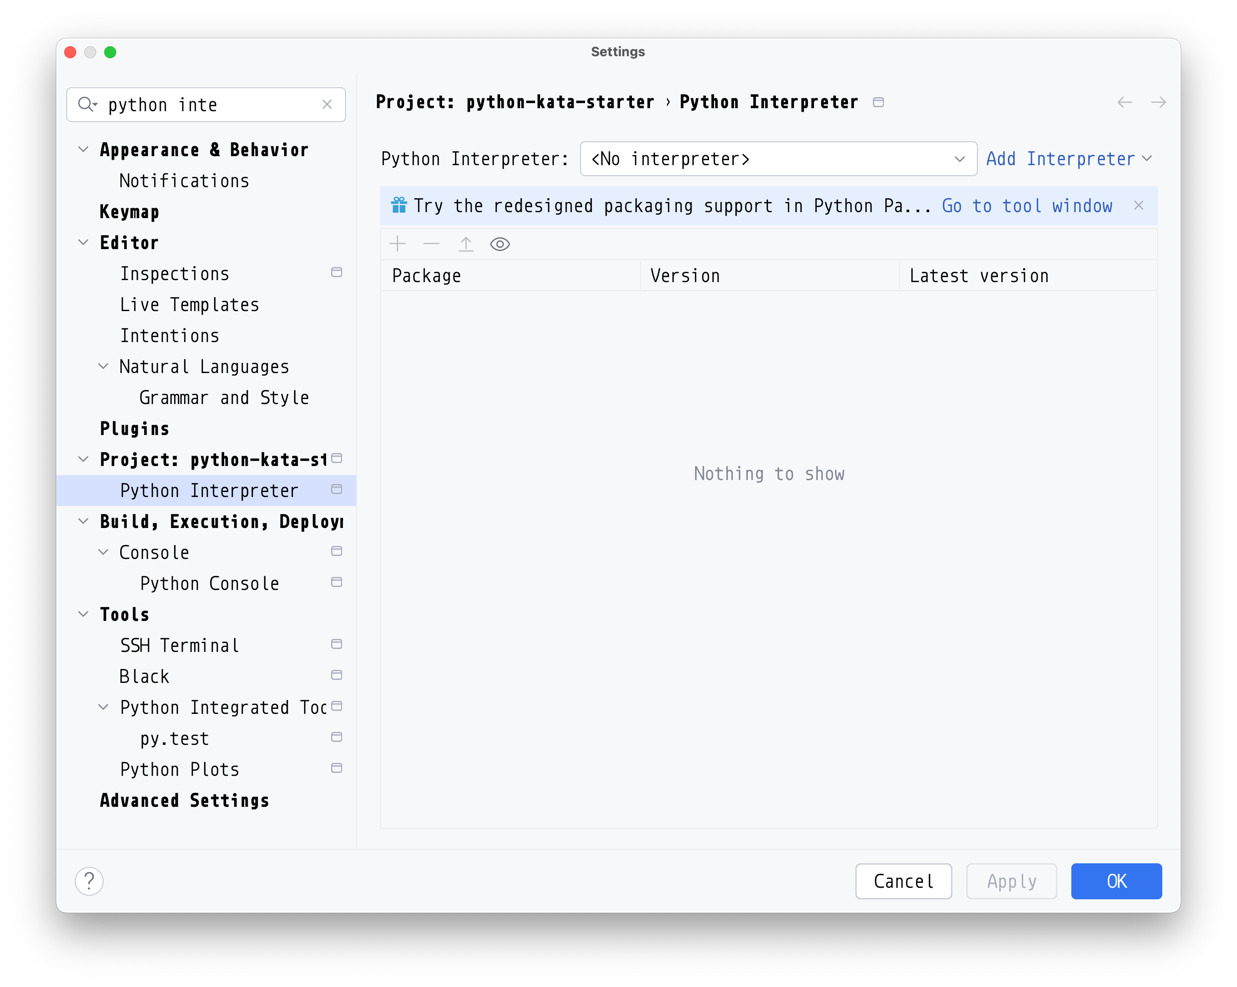 Settings
python inte
Appearance & Behavior
Notifications
Keymap
Editor
Inspections
Live Templates
Intentions
Natural Languages
Grammar and Style
Plugins
Project: python-kata-st
Python Interpreter
Build, Execution, Deploym
Console
Python Console
Tools
SSH Terminal
Black
Python Integrated Too
py.test
Python Plots
Advanced Settings
Project: python-kata-starter › Python Interpreter
Python Interpreter: <No interpreter> Add Interpreter
Try the redesigned packaging support in Python Pa... Go to tool window
Package Version Latest version
Nothing to show
? Cancel Apply OK